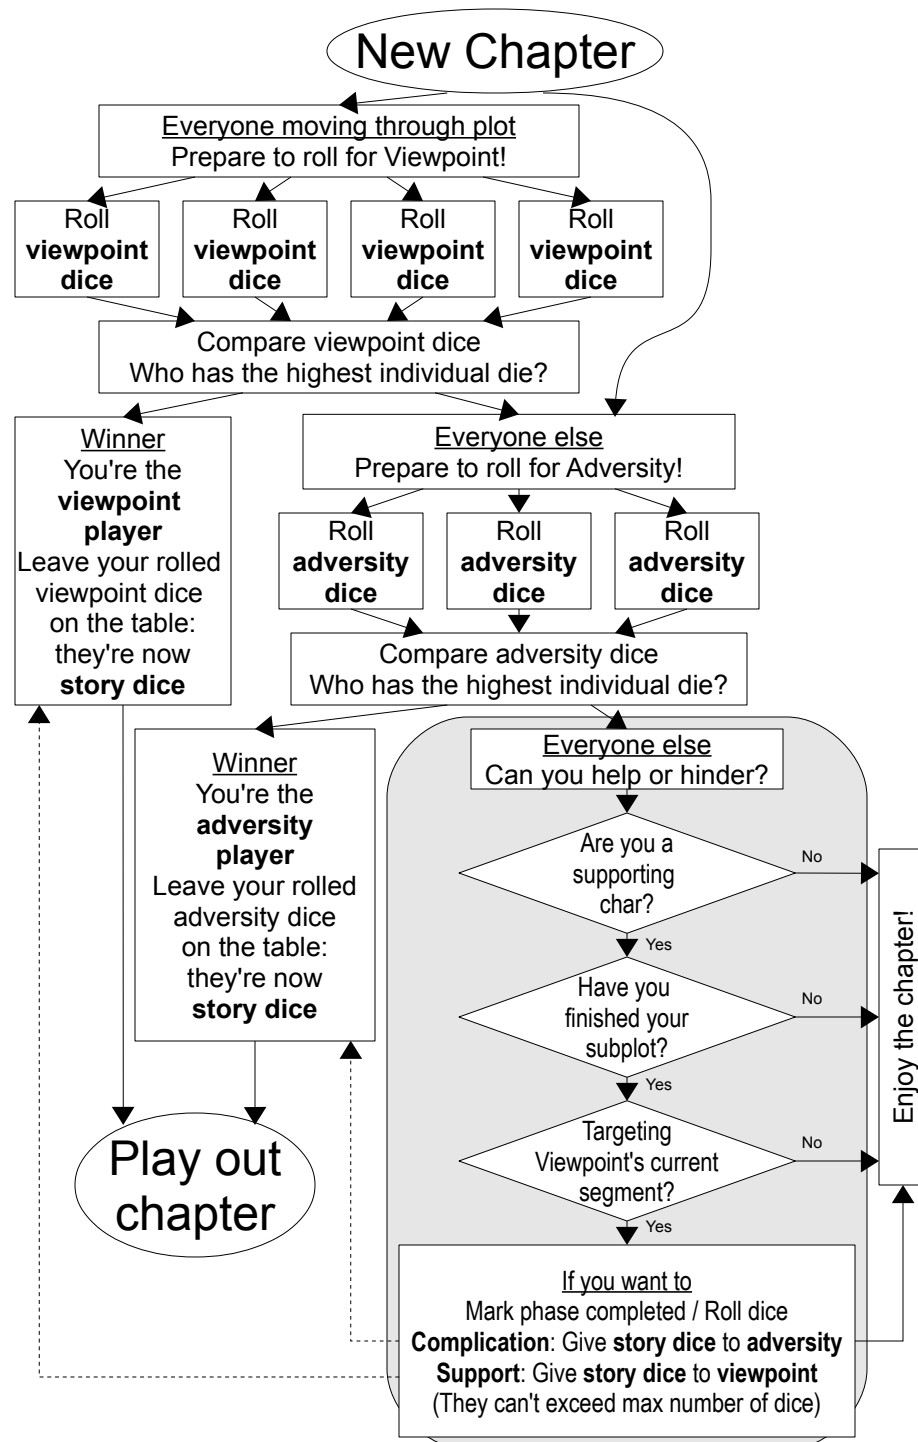 New Chapter
Everyone moving through plot
Prepare to roll for Viewpoint!
Roll
viewpoint
dice
Roll
viewpoint
dice
Roll
viewpoint
dice
Roll
viewpoint
dice
Compare viewpoint dice
Who has the highest individual die?
Winner
You're the
viewpoint
player
Leave your rolled
viewpoint dice
on the table:
they're now
story dice
Everyone else
Prepare to roll for Adversity!
Roll
adversity
dice
Roll
adversity
dice
Roll
adversity
dice
Compare adversity dice
Who has the highest individual die?
Winner
You're the
adversity
player
Leave your rolled
adversity dice
on the table:
they're now
story dice
Everyone else
Can you help or hinder?
Are you a
supporting
char?
No
Yes
Have you
finished your
subplot?
No
Yes
Targeting
Viewpoint's current
segment?
No
Yes
Enjoy the chapter!
Play out
chapter
If you want to
Mark phase completed / Roll dice
Complication: Give story dice to adversity
Support: Give story dice to viewpoint
(They can't exceed max number of dice)